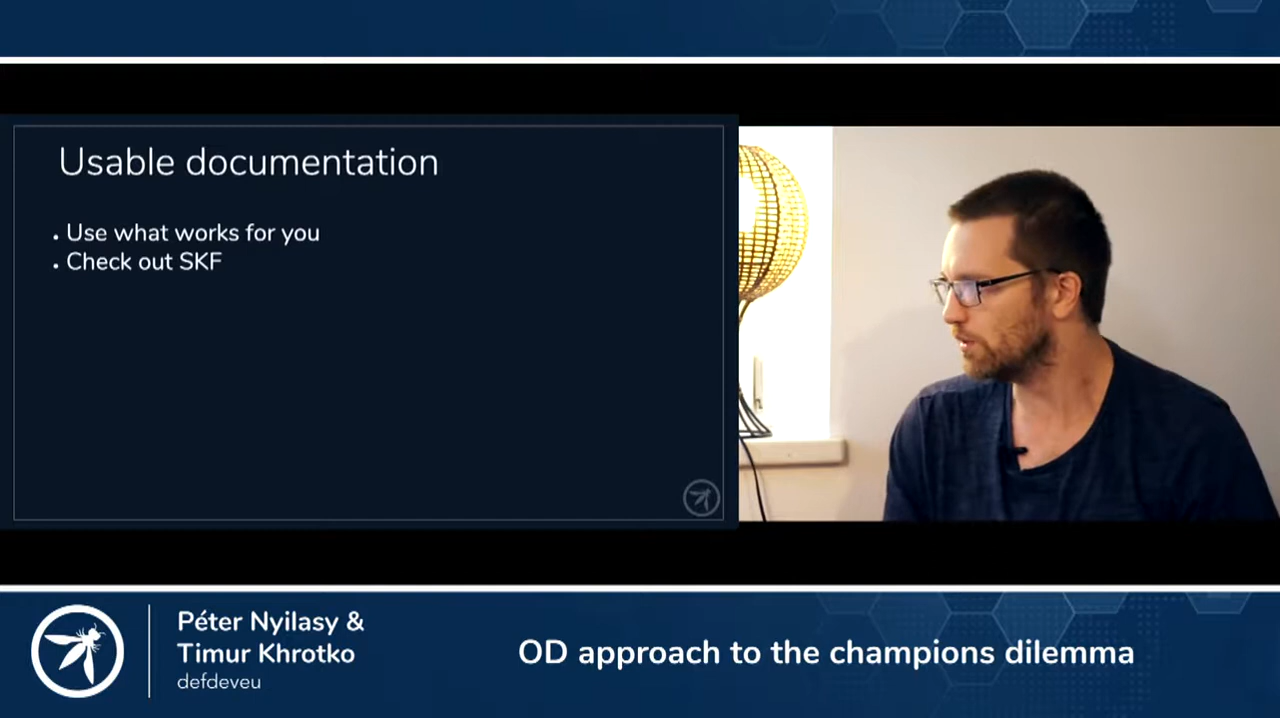 Usable documentation
. Use what works for you
. Check out SKF
Péter Nyilasy &
Timur Khrotko
defdeveu
OD approach to the champions dilemma